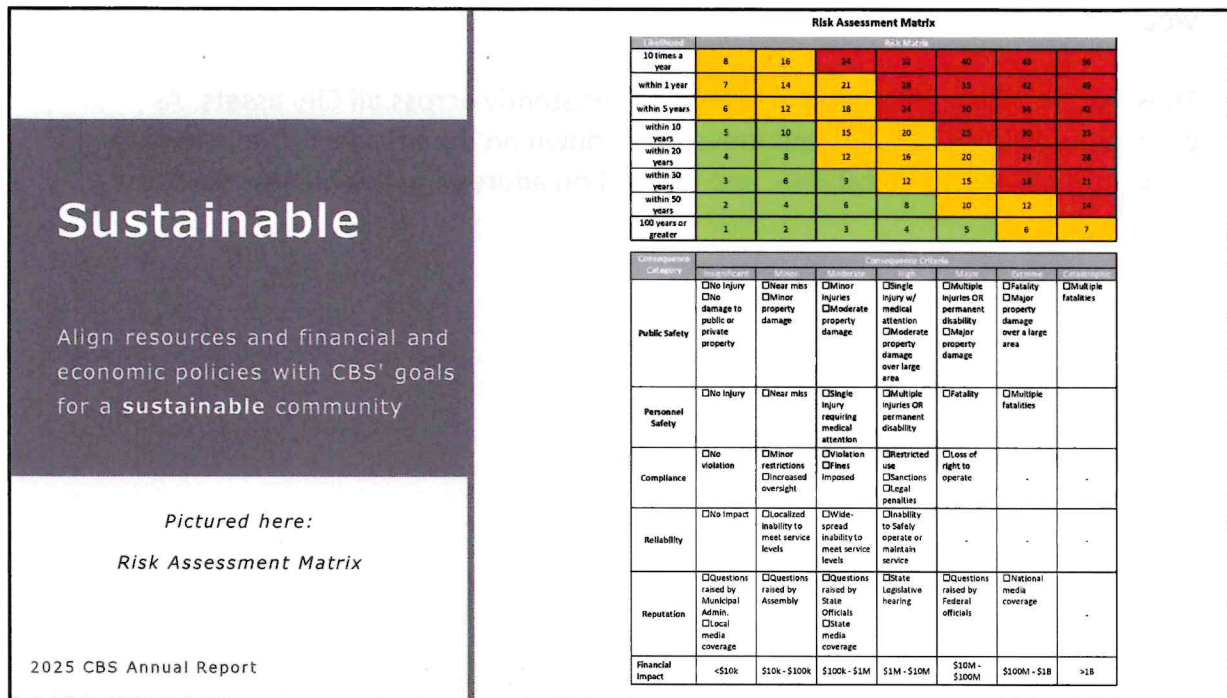 Sustainable
Align resources and financial and
economic policies with CBS' goals
for a sustainable community
Pictured here:
Risk Assessment Matrix
2025 CBS Annual Report
Risk Assessment Matrix
Likelihood Risk Matrix
10 times a year 8 16 24 32 40 48 56
within 1 year 7 14 21 28 35 42 49
within 5 years 6 12 18 24 30 36 42
within 10 years 5 10 15 20 25 30 35
within 20 years 4 8 12 16 20 24 28
within 30 years 3 6 9 12 15 18 21
within 50 years 2 4 6 8 10 12 14
100 years or greater 1 2 3 4 5 6 7
Consequence Category Consequence Criteria
Insignificant Minor Moderate High Major Extreme Catastrophic
Public Safety ☐No Injury ☐No damage to public or private property ☐Near miss ☐Minor property damage ☐Minor injuries ☐Moderate property damage ☐Single injury w/ medical attention ☐Moderate property damage over large area ☐Multiple injuries OR permanent disability ☐Major property damage ☐Fatality ☐Major property damage over a large area ☐Multiple fatalities
Personnel Safety ☐No Injury ☐Near miss ☐Single injury requiring medical attention ☐Multiple injuries OR permanent disability ☐Fatality ☐Multiple fatalities
Compliance ☐No violation ☐Minor restrictions ☐Increased oversight ☐Violation ☐Fines imposed ☐Restricted use ☐Sanctions ☐Legal penalties ☐Loss of right to operate - -
Reliability ☐No Impact ☐Localized inability to meet service levels ☐Wide-spread inability to meet service levels ☐Inability to Safely operate or maintain service - - -
Reputation ☐Questions raised by Municipal Admin. ☐Local media coverage ☐Questions raised by Assembly ☐Questions raised by State Officials ☐State media coverage ☐State Legislative hearing ☐Questions raised by Federal officials ☐National media coverage -
Financial Impact <$10k $10k - $100k $100k - $1M $1M - $10M $10M - $100M $100M - $1B >1B